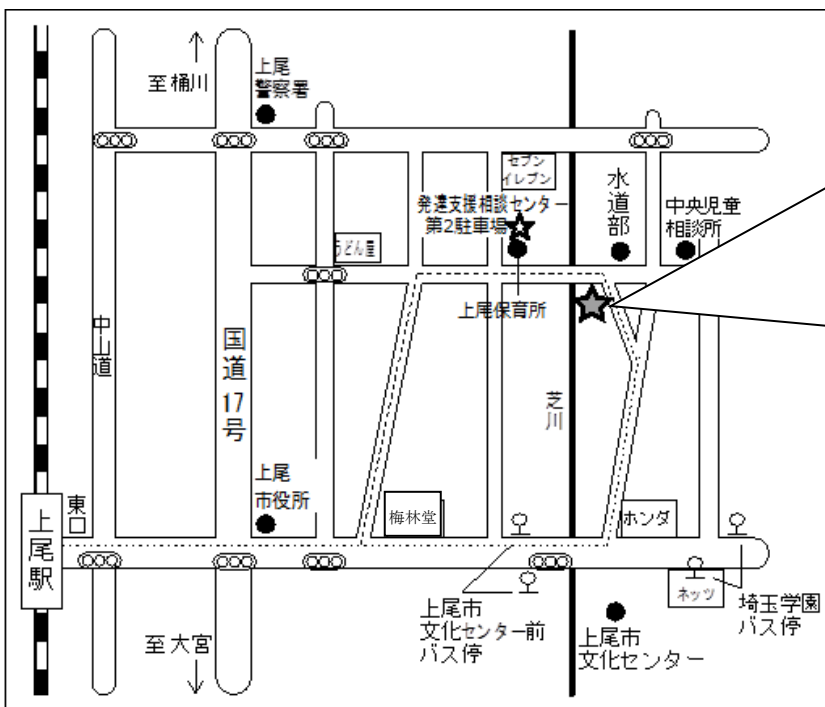 至桶川
上尾
警察署
セブン
イレブン
発達支援相談センター
第2駐車場
水道部
中央児童
相談所
うどん屋
上尾保育所
中山道
国道17号
芝川
上尾
市役所
東口
上尾駅
梅林堂
ホンダ
ネッツ
上尾市
文化センター前
バス停
埼玉学園
バス停
上尾市
文化センター
至大宮